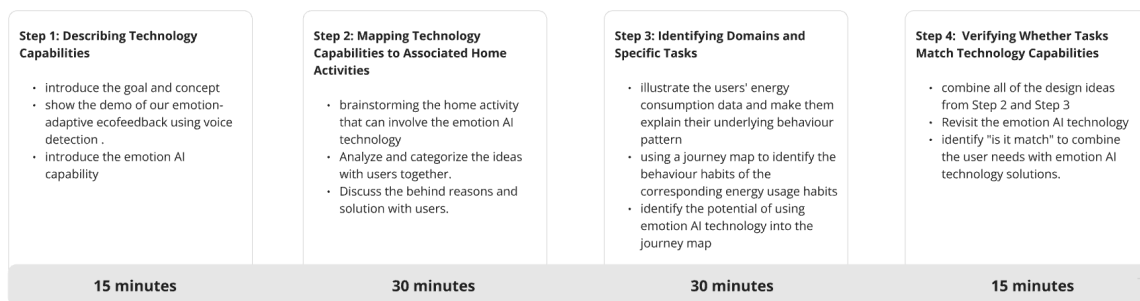 Step 1: Describing Technology
Capabilities
• introduce the goal and concept
• show the demo of our emotion-
adaptive ecofeedback using voice
detection .
• introduce the emotion AI
capability
15 minutes
Step 2: Mapping Technology
Capabilities to Associated Home
Activities
• brainstorming the home activity
that can involve the emotion AI
technology
• Analyze and categorize the ideas
with users together.
• Discuss the behind reasons and
solution with users.
30 minutes
Step 3: Identifying Domains and
Specific Tasks
• illustrate the users' energy
consumption data and make them
explain their underlying behaviour
pattern
• using a journey map to identify the
behaviour habits of the
corresponding energy usage habits
• identify the potential of using
emotion AI technology into the
journey map
30 minutes
Step 4:  Verifying Whether Tasks
Match Technology Capabilities
• combine all of the design ideas
from Step 2 and Step 3
• Revisit the emotion AI technology
• identify "is it match" to combine
the user needs with emotion AI
technology solutions.
15 minutes